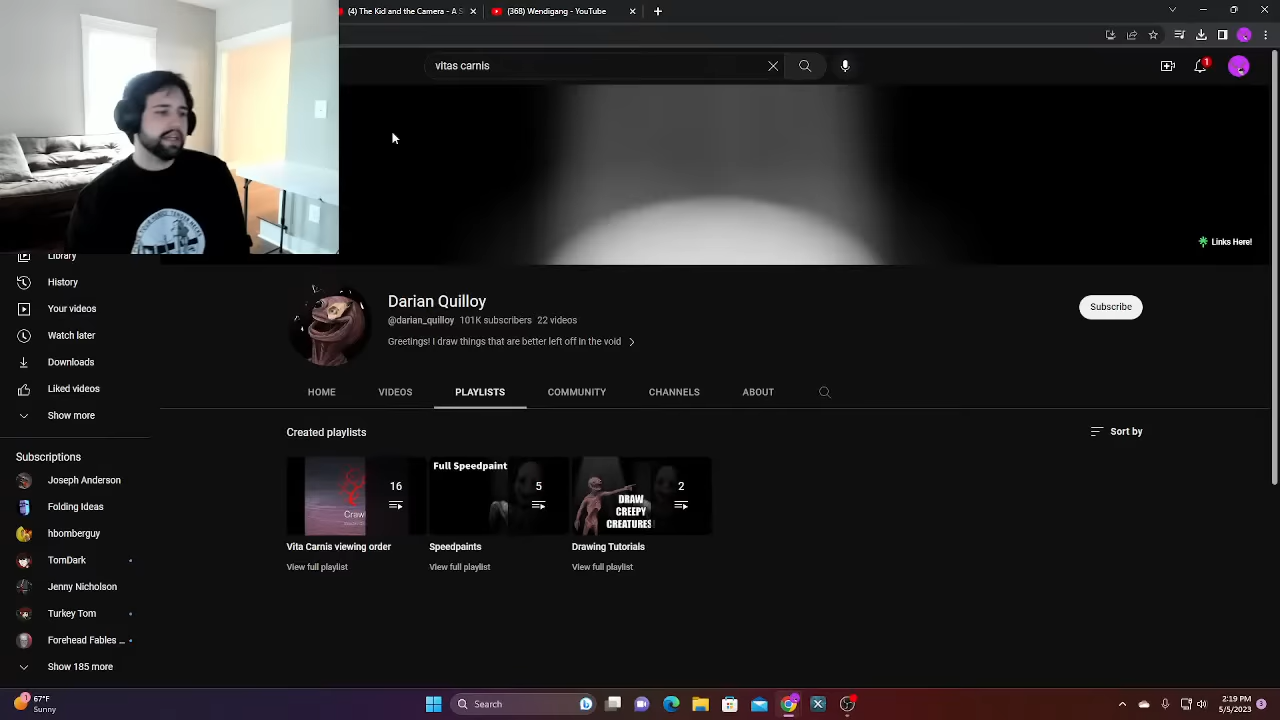 (4) The Kid and the Camera - A S
(368) Wendigang - YouTube
vitas carnis
1
Links Here!
Library
History
Your videos
Watch later
Downloads
Liked videos
Show more
Subscriptions
Joseph Anderson
Folding Ideas
hbomberguy
TomDark
Jenny Nicholson
Turkey Tom
Forehead Fables ...
Show 185 more
Darian Quilloy
@darian_quilloy 101K subscribers 22 videos
Greetings! I draw things that are better left off in the void
Subscribe
HOME VIDEOS PLAYLISTS COMMUNITY CHANNELS ABOUT
Created playlists
Sort by
Craw
16
Vita Carnis viewing order
View full playlist
Full Speedpaint
5
Speedpaints
View full playlist
DRAW
CREEPY
CREATURES
2
Drawing Tutorials
View full playlist
67°F
Sunny
Search
2:19 PM
5/5/2023
3